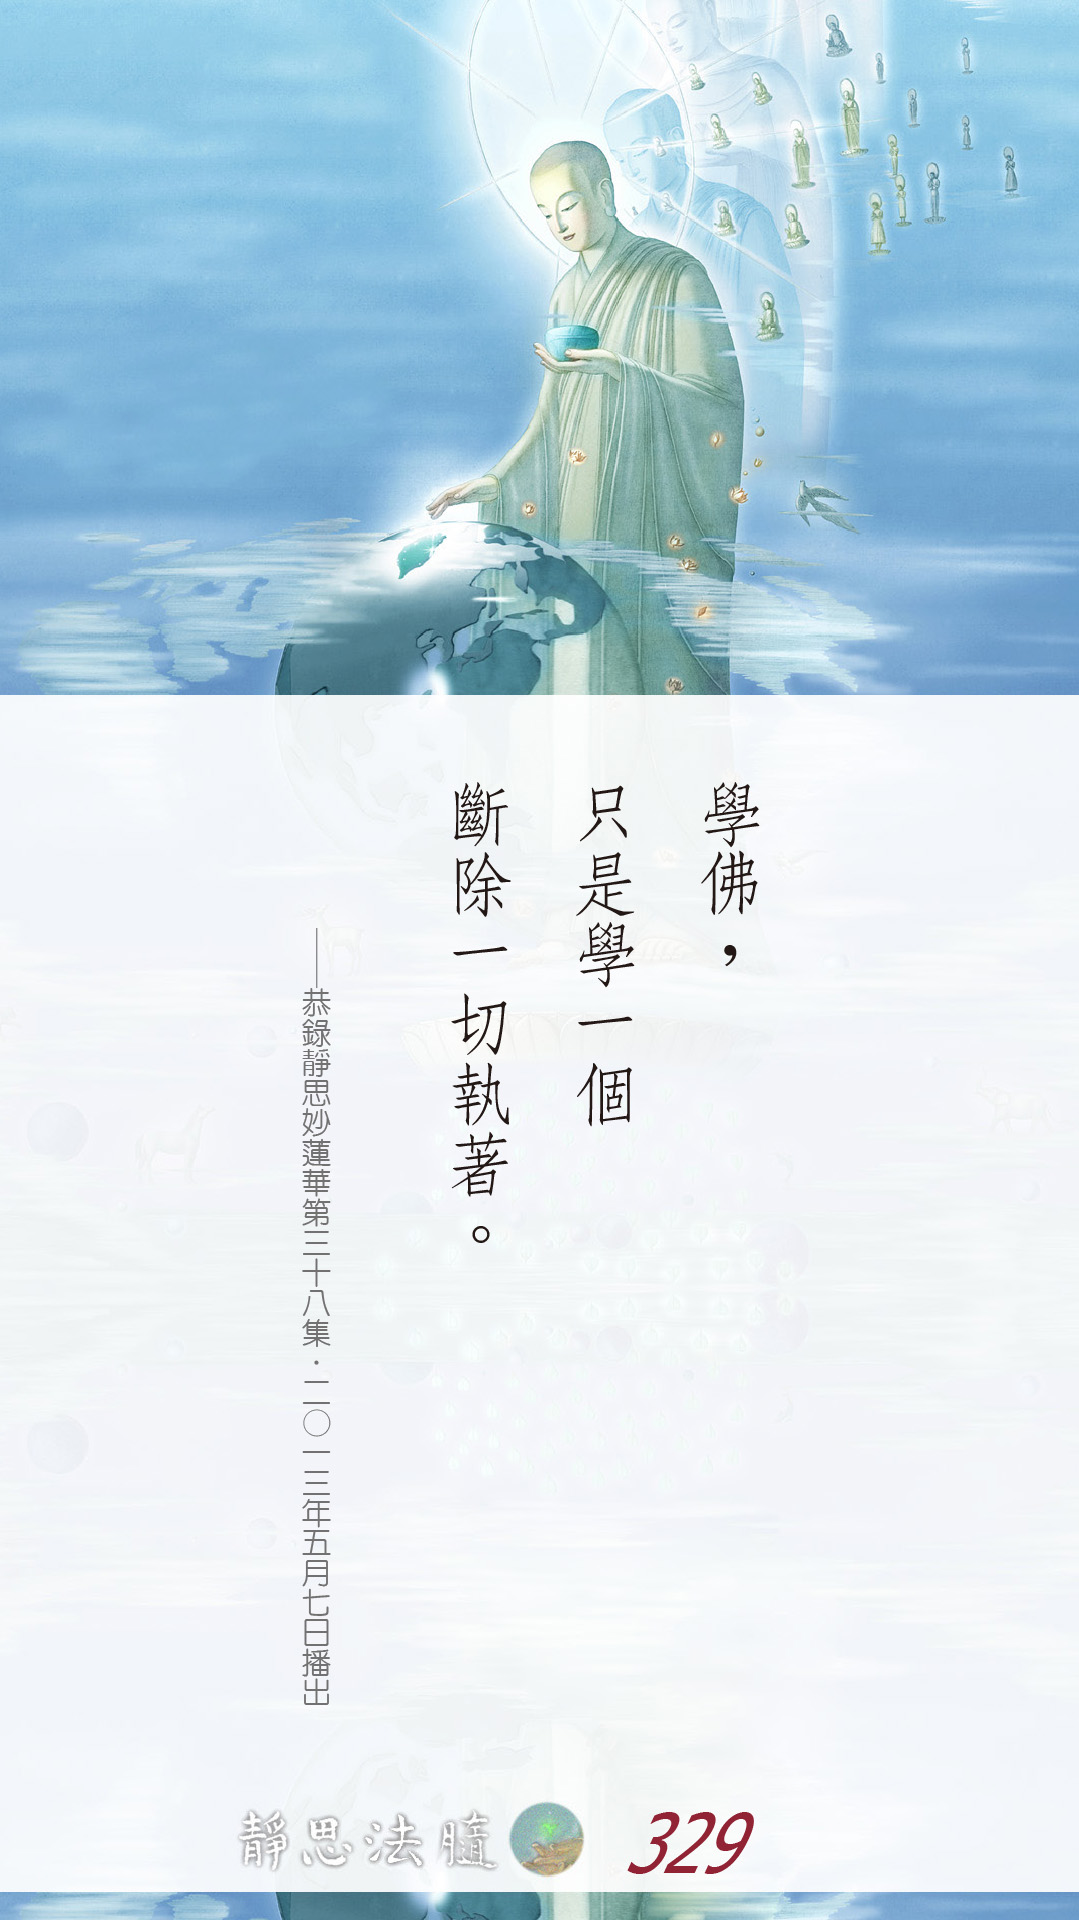 學佛，
只是學一個
斷除一切執著。
——恭錄靜思妙蓮華第三十八集．二〇一三年五月七日播出
靜思法髓
329